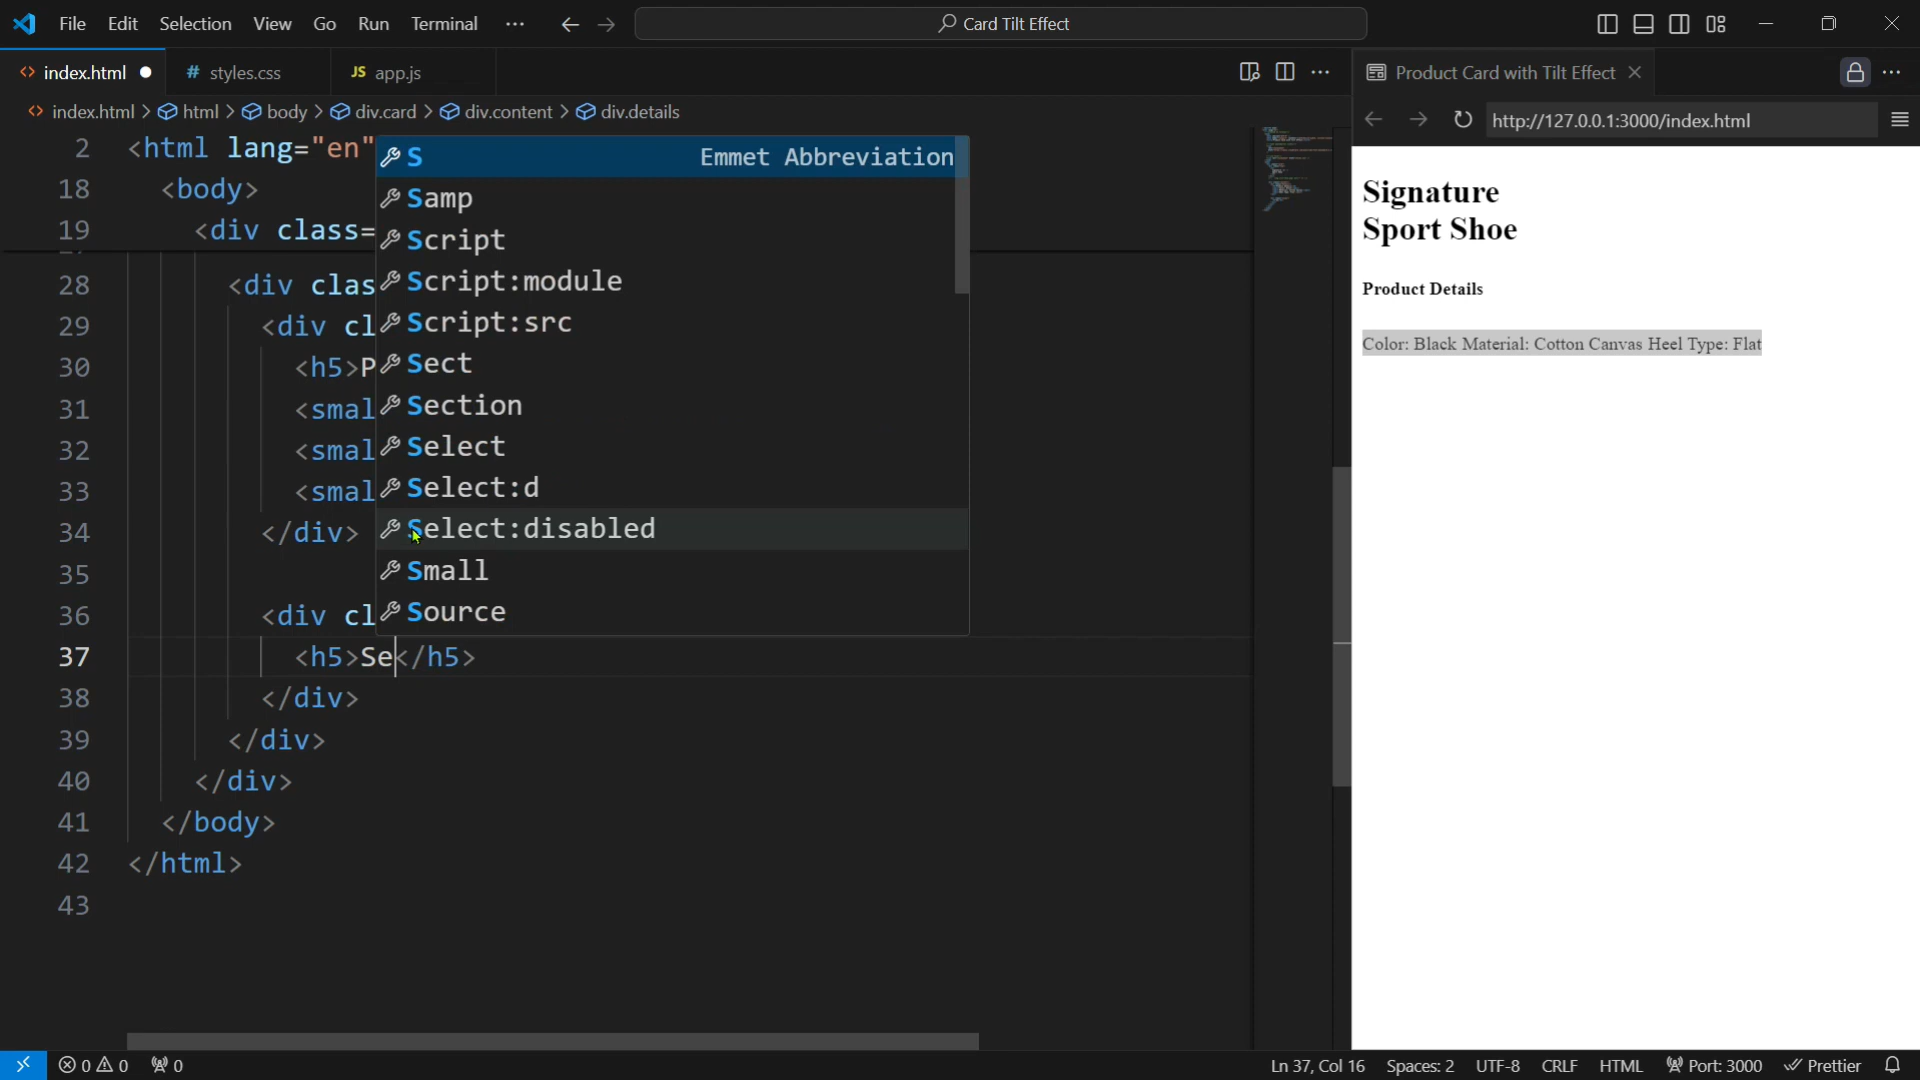 File Edit Selection View Go Run Terminal ··· Card Tilt Effect
index.html # styles.css JS app.js Product Card with Tilt Effect
index.html > html > body > div.card > div.content > div.details
http://127.0.0.1:3000/index.html
2 <html lang="en"
18 <body>
19 <div class=
28 <div clas
29 <div cl
30 <h5>P
31 <smal
32 <smal
33 <smal
34 </div>
35
36 <div cl
37 <h5>Se</h5>
38 </div>
39 </div>
40 </div>
41 </body>
42 </html>
43
S Emmet Abbreviation
Samp
Script
Script:module
Script:src
Sect
Section
Select
Select:d
Select:disabled
Small
Source
Signature
Sport Shoe
Product Details
Color: Black Material: Cotton Canvas Heel Type: Flat
0 0 0 Ln 37, Col 16 Spaces: 2 UTF-8 CRLF HTML Port: 3000 Prettier